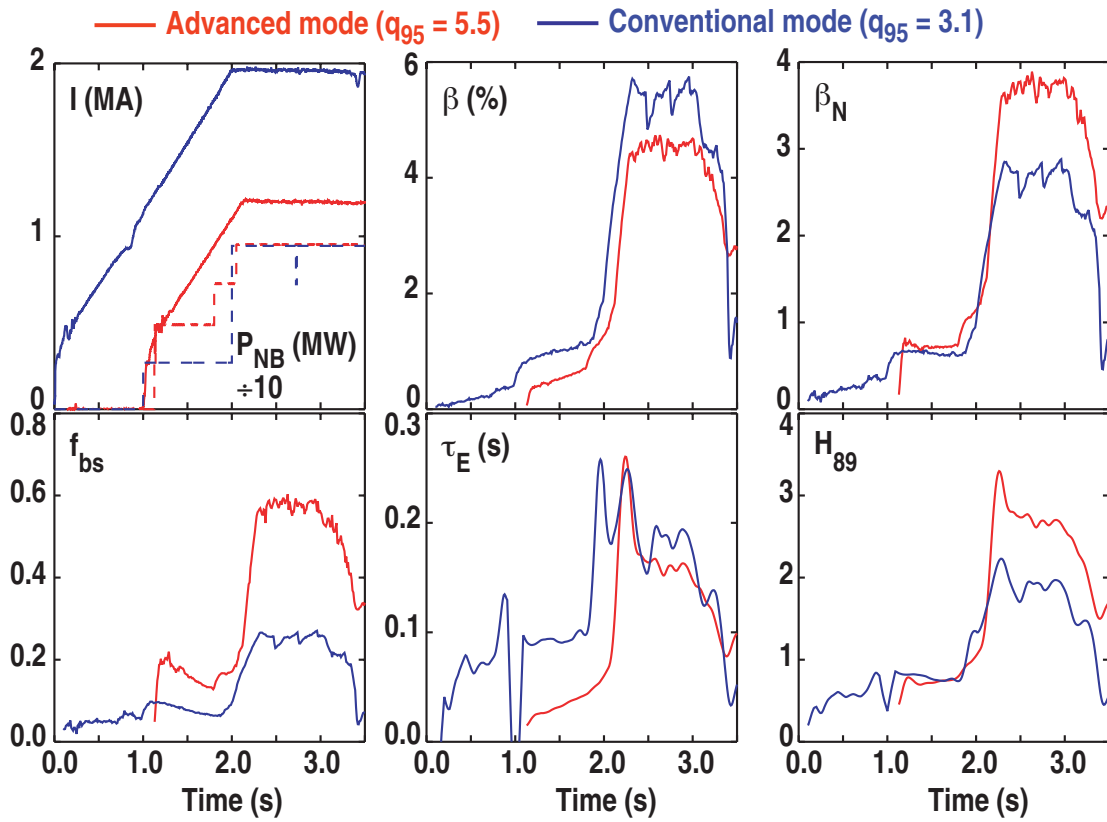 Advanced mode (q95 = 5.5) Conventional mode (q95 = 3.1)
2
1
0
I (MA)
PNB (MW)
÷10
6
4
2
0
β (%)
4
3
2
1
0
βN
0.8
0.6
0.4
0.2
0.0
fbs
0.0 1.0 2.0 3.0
Time (s)
0.3
0.2
0.1
0.0
τE (s)
0.0 1.0 2.0 3.0
Time (s)
4
3
2
1
0
H89
0.0 1.0 2.0 3.0
Time (s)